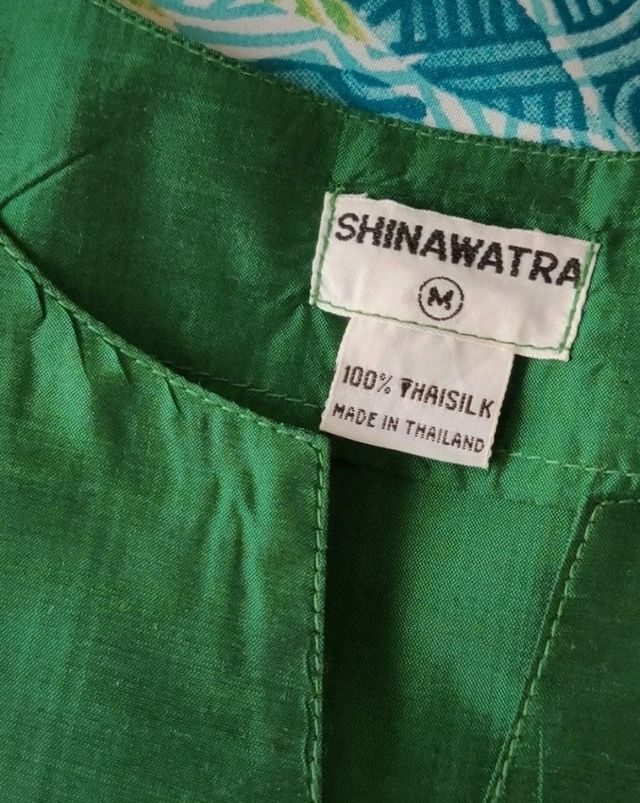 SHINAWATRA
M
100% THAISILK
MADE IN THAILAND